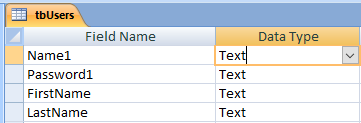 tbUsers
Field Name Data Type
Name1 Text
Password1 Text
FirstName Text
LastName Text